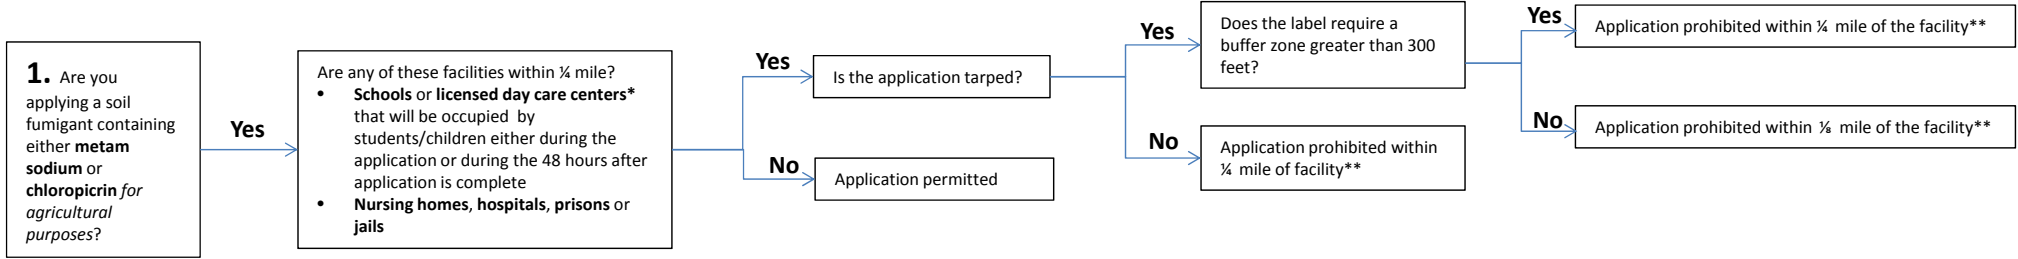 1. Are you
applying a soil
fumigant containing
either metam
sodium or
chloropicrin for
agricultural
purposes?
Yes
Are any of these facilities within ¼ mile?
• Schools or licensed day care centers*
that will be occupied by
students/children either during the
application or during the 48 hours after
application is complete
• Nursing homes, hospitals, prisons or
jails
Yes
Is the application tarped?
No
Application permitted
Yes
Does the label require a
buffer zone greater than 300
feet?
No
Application prohibited within
¼ mile of facility**
Yes
Application prohibited within ¼ mile of the facility**
No
Application prohibited within ⅛ mile of the facility**